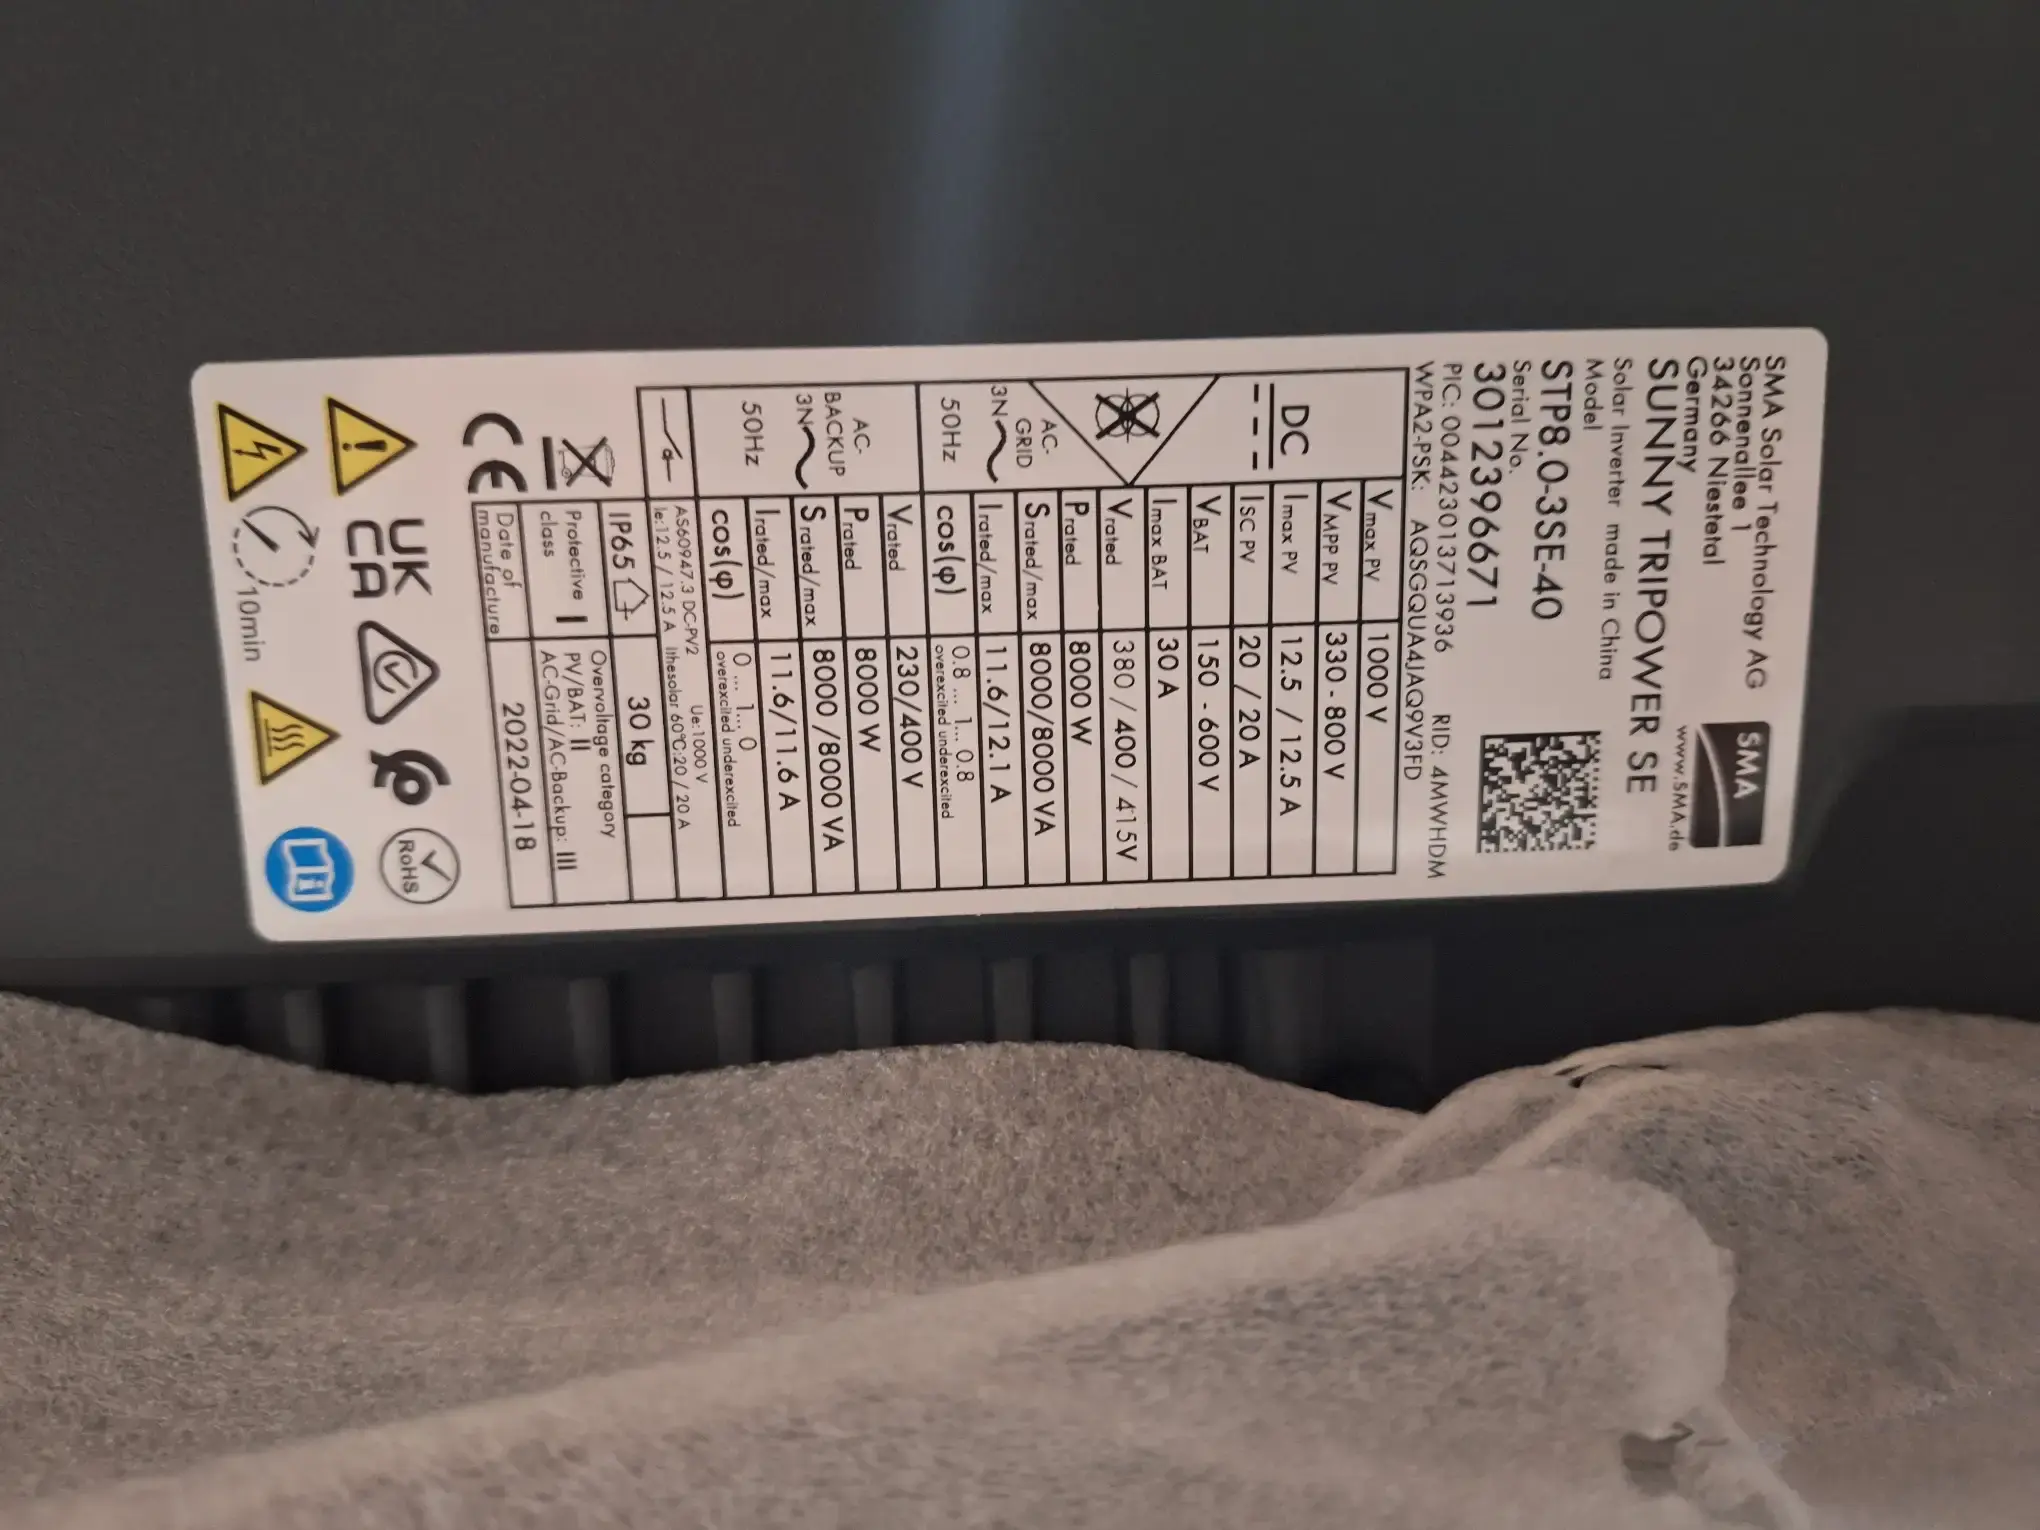 SMA Solar Technology AG
Sonnenallee 1
34266 Niestetal
Germany
SMA
www.SMA.de
SUNNY TRIPOWER SE
Solar Inverter made in China
Model
STP8.0-3SE-40
Serial No.
3012396671
PIC: 004423013713936 RID: 4MWHDM
WPA2-PSK: AQSGQUA4JAQ9V3FD
DC
Vmax PV 1000 V
VMPP PV 330 - 800 V
Imax PV 12.5 / 12.5 A
ISC PV 20 / 20 A
VBAT 150 - 600 V
Imax BAT 30 A
AC-
GRID
3N
50Hz
Vrated 380 / 400 / 415V
Prated 8000 W
Srated/max 8000/8000 VA
Irated/max 11.6/12.1 A
cos(φ) 0.8 ... 1... 0.8
overexcited underexcited
AC-
BACKUP
3N
50Hz
Vrated 230/400 V
Prated 8000 W
Srated/max 8000 /8000 VA
Irated/max 11.6/11.6 A
cos(φ) 0 ... 1... 0
overexcited underexcited
AS60947.3 DC-PV2 Ue:1000 V
Ie:12.5 / 12.5 A Ithesolar 60°C:20 / 20 A
IP65 30 kg
Protective I
class
Overvoltage category
PV/BAT: II
AC-Grid/AC-Backup: III
Date of
manufacture
2022-04-18
CE
UK
CA
RoHS
10min